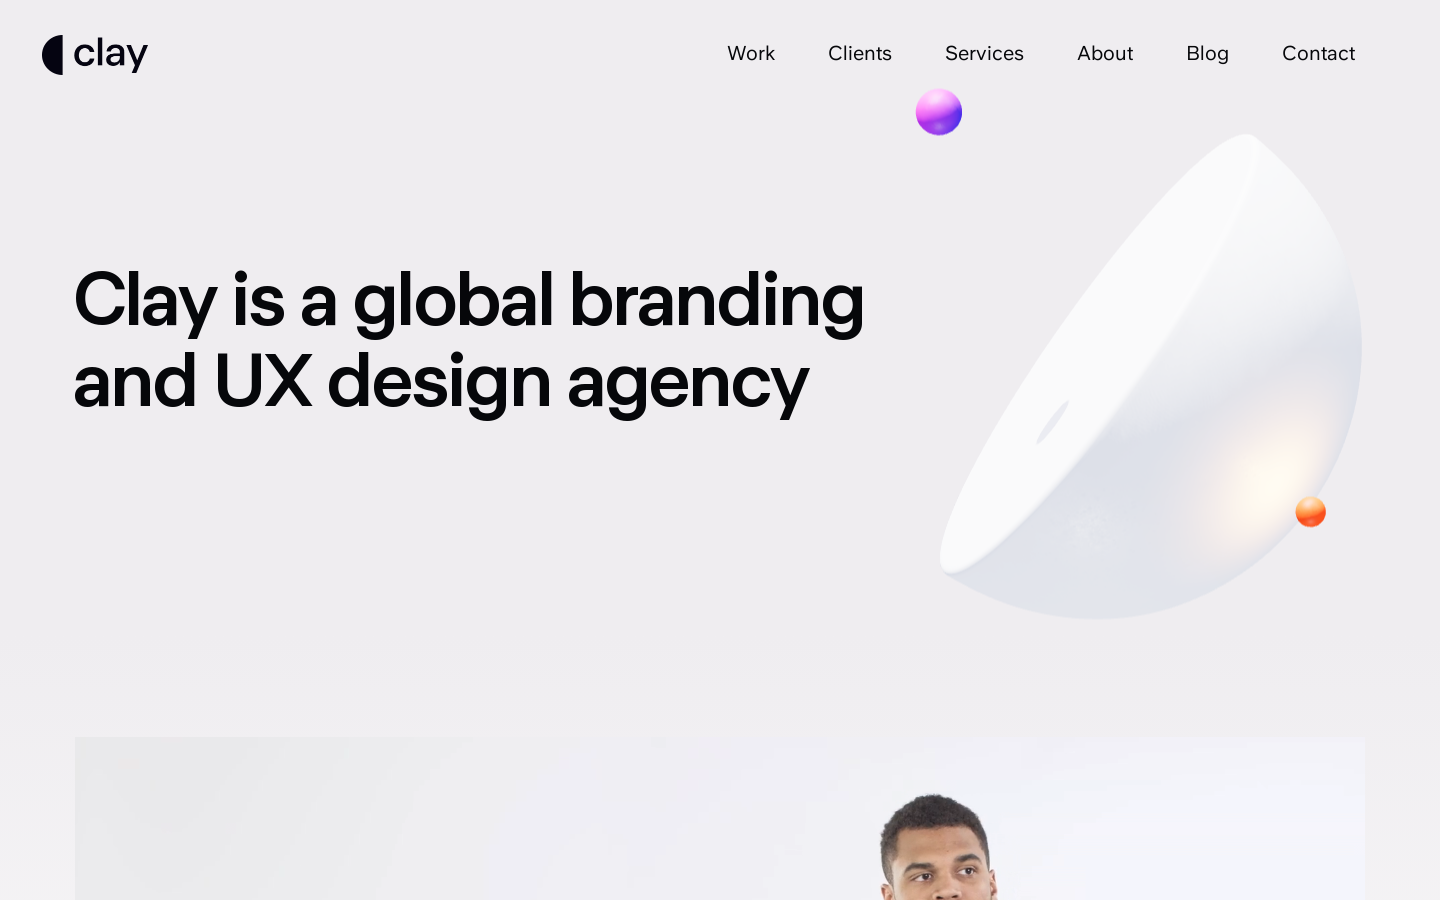 clay
Work
Clients
Services
About
Blog
Contact
Clay is a global branding
and UX design agency